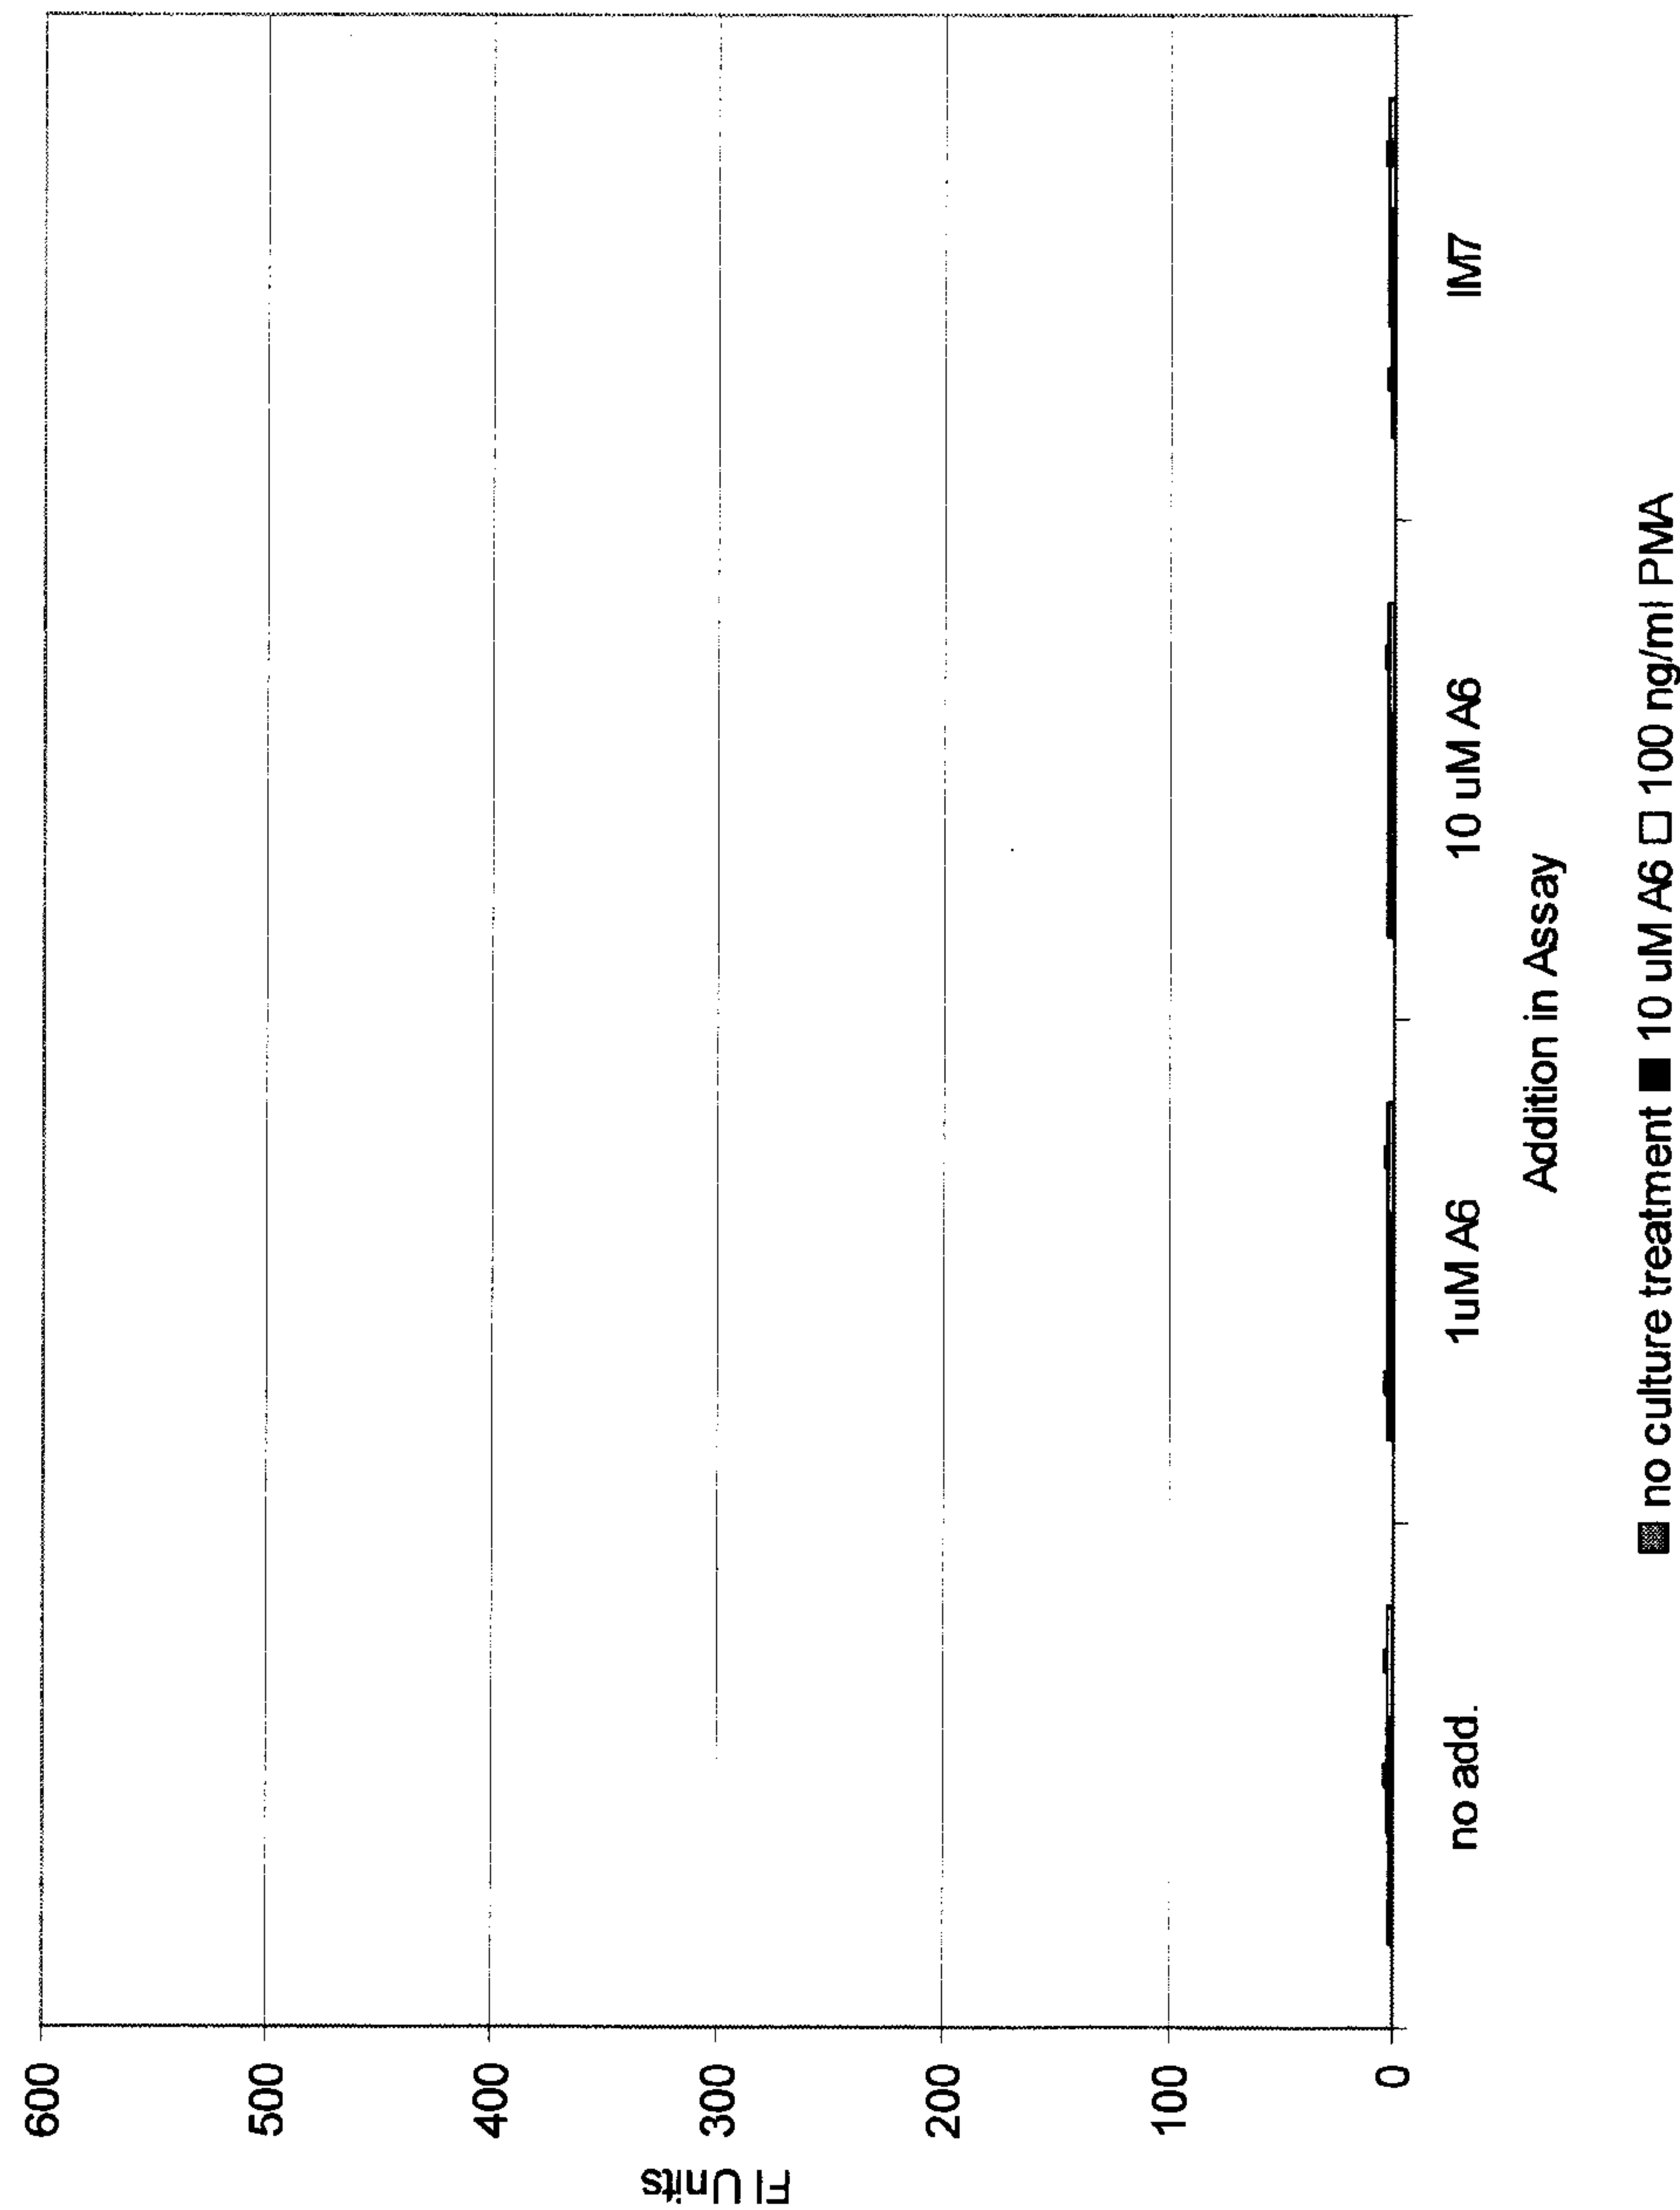 Fl Units
600
500
400
300
200
100
0
no add.
1uM A6
10 uM A6
IM7
Addition in Assay
no culture treatment
10 uM A6
100 ng/ml PMA